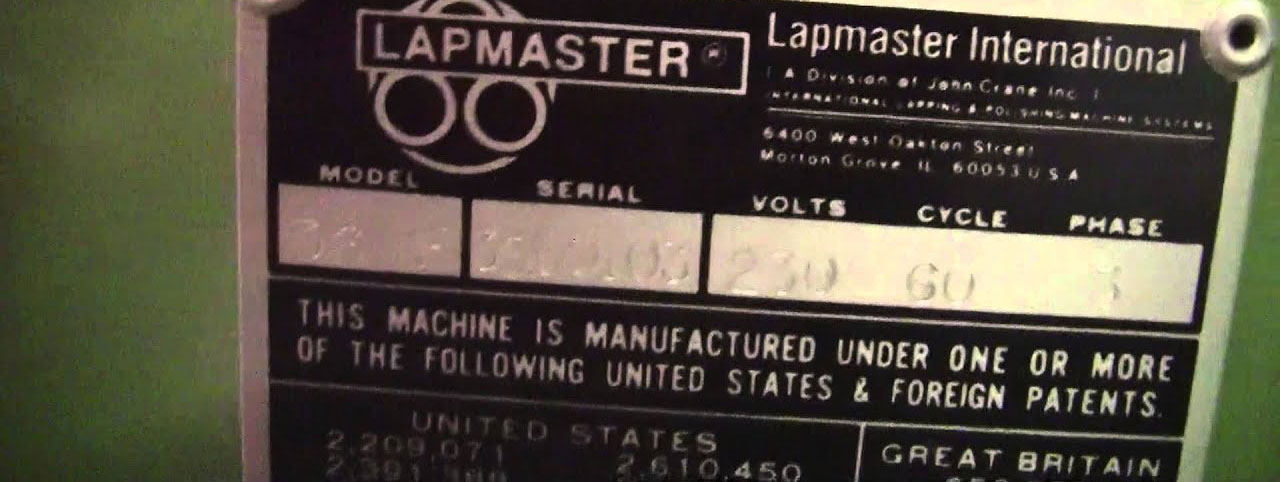 LAPMASTER ®
Lapmaster International
( A Division of John Crane Inc. )
INTERNATIONAL LAPPING & POLISHING MACHINE SYSTEMS
6400 West Oakton Street
Morton Grove IL 60053 U S A
MODEL SERIAL VOLTS CYCLE PHASE
230 60 3
THIS MACHINE IS MANUFACTURED UNDER ONE OR MORE
OF THE FOLLOWING UNITED STATES & FOREIGN PATENTS.
UNITED STATES
GREAT BRITAIN
2,209,071
2,610,450